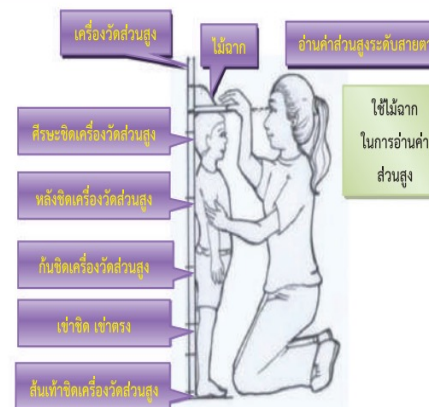 เครื่องวัดส่วนสูง
ไม้ฉาก
อ่านค่าส่วนสูงระดับสายตา
ศีรษะชิดเครื่องวัดส่วนสูง
ใช้ไม้ฉาก
ในการอ่านค่า
ส่วนสูง
หลังชิดเครื่องวัดส่วนสูง
ก้นชิดเครื่องวัดส่วนสูง
เข่าชิด เข่าตรง
ส้นเท้าชิดเครื่องวัดส่วนสูง